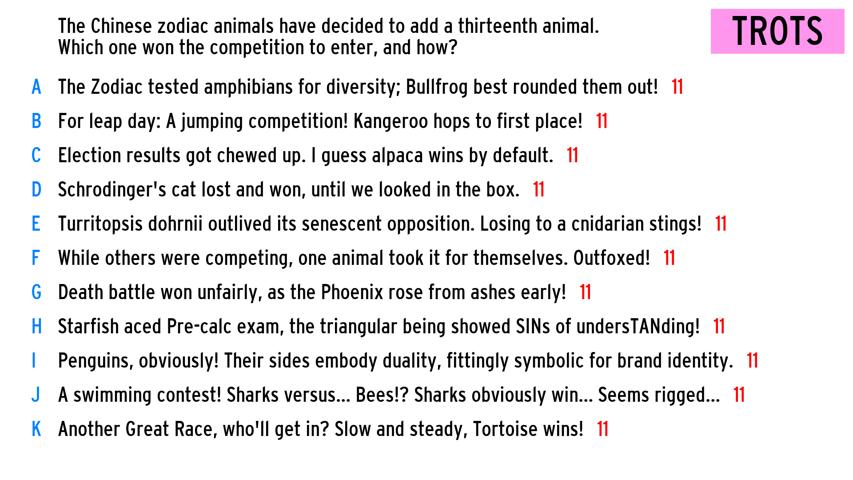 The Chinese zodiac animals have decided to add a thirteenth animal.
Which one won the competition to enter, and how?
TROTS
A The Zodiac tested amphibians for diversity; Bullfrog best rounded them out! 11
B For leap day: A jumping competition! Kangeroo hops to first place! 11
C Election results got chewed up. I guess alpaca wins by default. 11
D Schrodinger's cat lost and won, until we looked in the box. 11
E Turritopsis dohrnii outlived its senescent opposition. Losing to a cnidarian stings! 11
F While others were competing, one animal took it for themselves. Outfoxed! 11
G Death battle won unfairly, as the Phoenix rose from ashes early! 11
H Starfish aced Pre-calc exam, the triangular being showed SINs of undersTANding! 11
I Penguins, obviously! Their sides embody duality, fittingly symbolic for brand identity. 11
J A swimming contest! Sharks versus... Bees!? Sharks obviously win... Seems rigged... 11
K Another Great Race, who'll get in? Slow and steady, Tortoise wins! 11